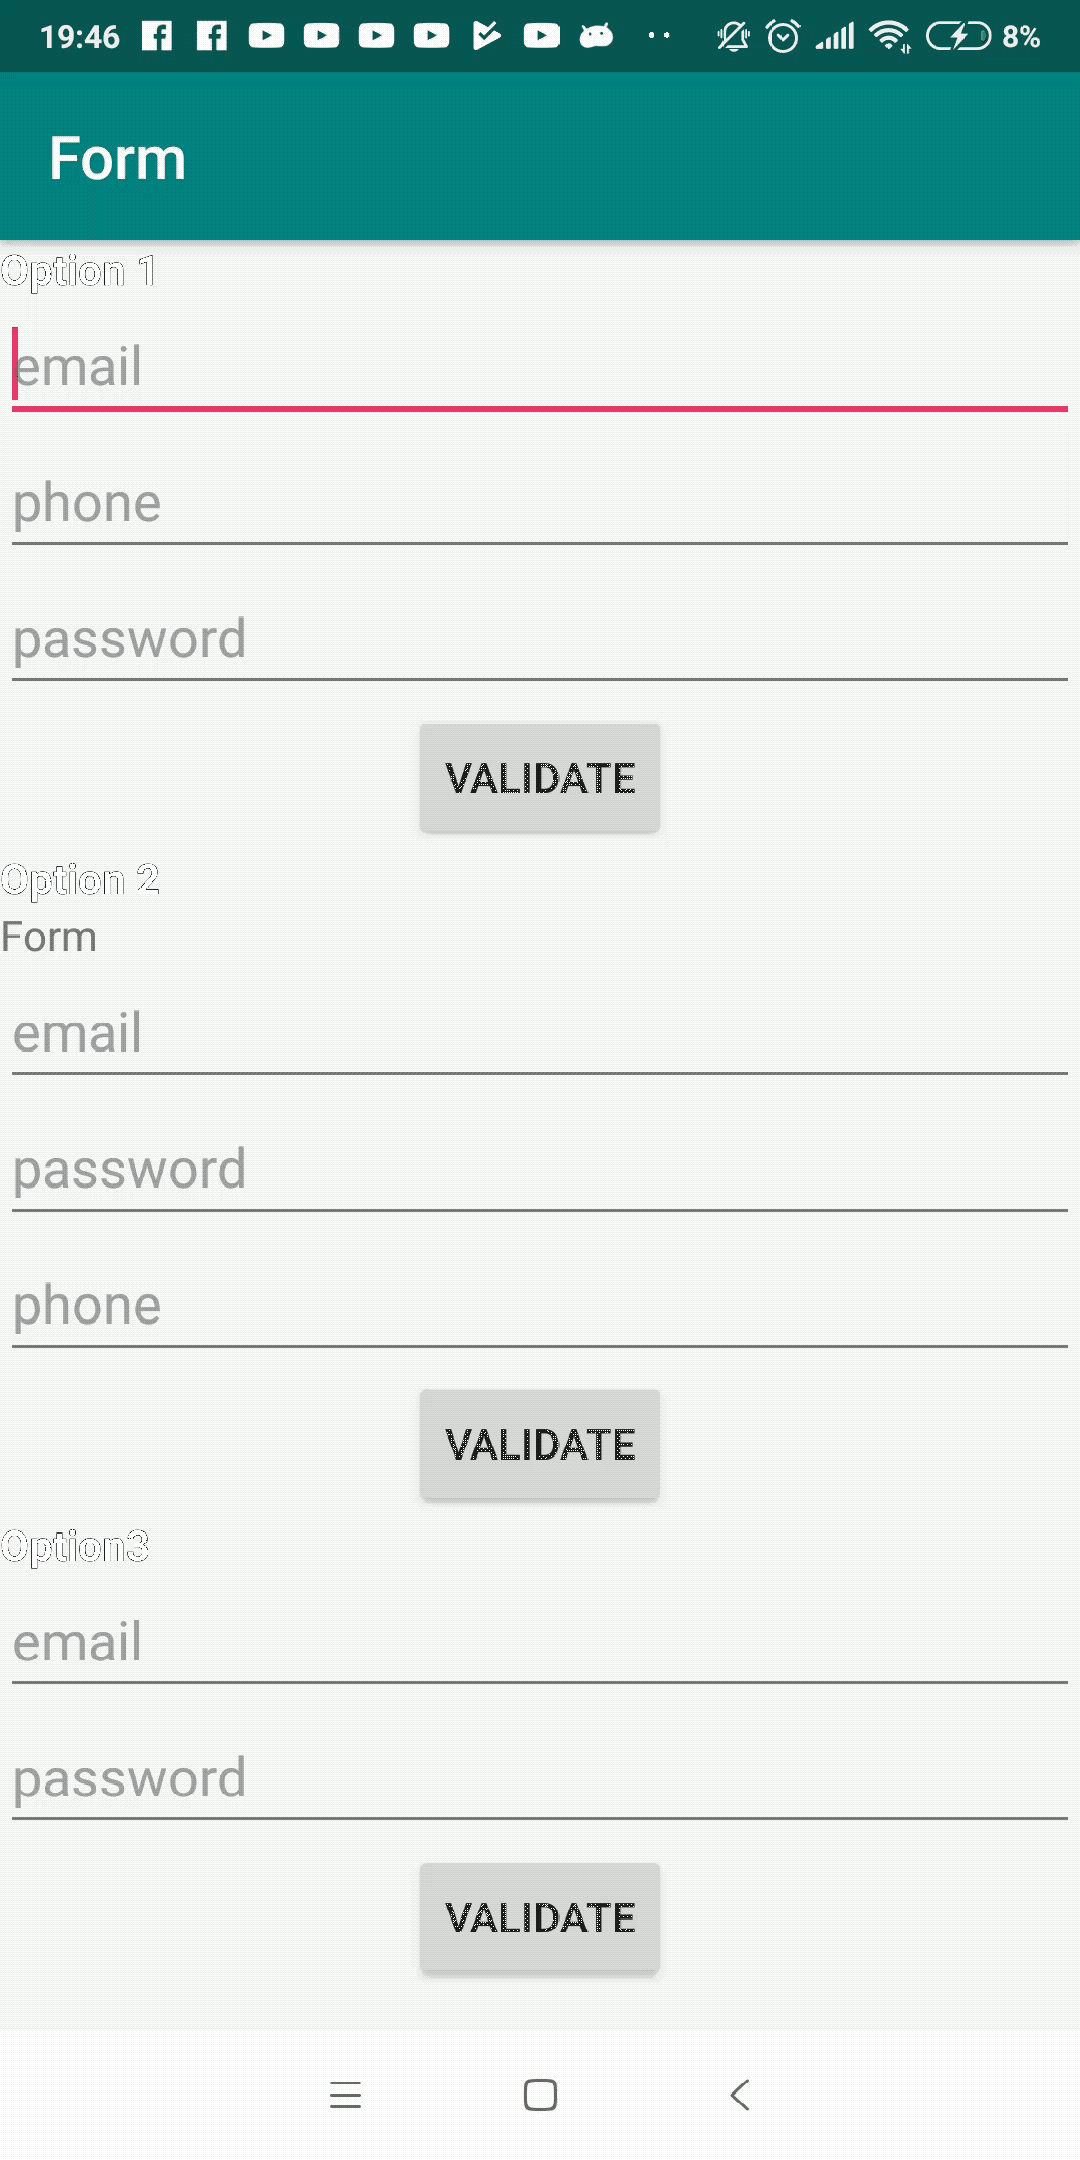 19:46 8%
Form
Option 1
email
phone
password
VALIDATE
Option 2
Form
email
password
phone
VALIDATE
Option3
email
password
VALIDATE